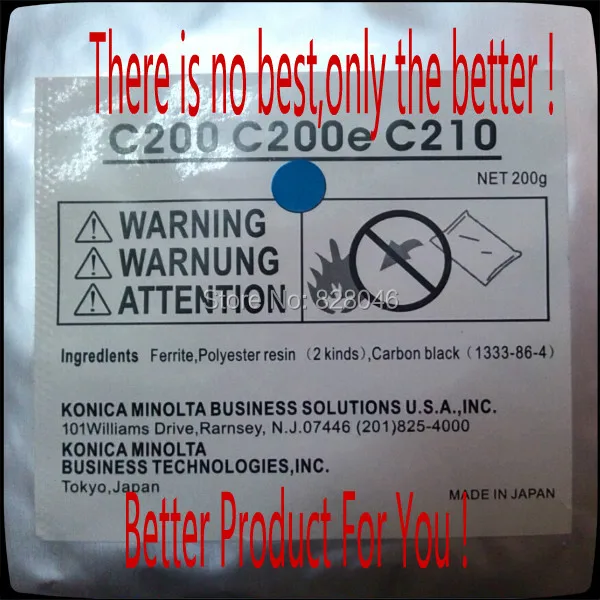 There is no best,only the better !
C200 C200e C210
NET 200g
WARNING
WARNUNG
ATTENTION
Store No: 828046
Ingredlents Ferrite,Polyester resin (2 kinds),Carbon black (1333-86-4)
KONICA MINOLTA BUSINESS SOLUTIONS U.S.A.,INC.
101Williams Drive,Rarnsey, N.J.07446 (201)825-4000
KONICA MINOLTA
BUSINESS TECHNOLOGIES,INC.
Tokyo,Japan
MADE IN JAPAN
Better Product For You !